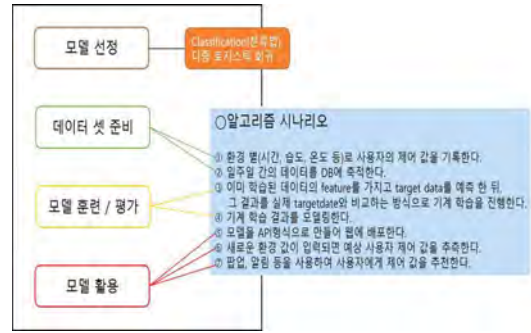 모델 선정
Classification(분류법)
다중 로지스틱 회귀
데이터 셋 준비
모델 훈련 / 평가
모델 활용
○알고리즘 시나리오
① 환경 별(시간, 습도, 온도 등)로 사용자의 제어 값을 기록한다.
② 일주일 간의 데이터를 DB에 축적한다.
③ 이미 학습된 데이터의 feature를 가지고 target data를 예측 한 뒤,
그 결과를 실제 targetdate와 비교하는 방식으로 기계 학습을 진행한다.
④ 기계 학습 결과를 모델링한다.
⑤ 모델을 API형식으로 만들어 웹에 배포한다.
⑥ 새로운 환경 값이 입력되면 예상 사용자 제어 값을 추측한다.
⑦ 팝업, 알림 등을 사용하여 사용자에게 제어 값을 추천한다.